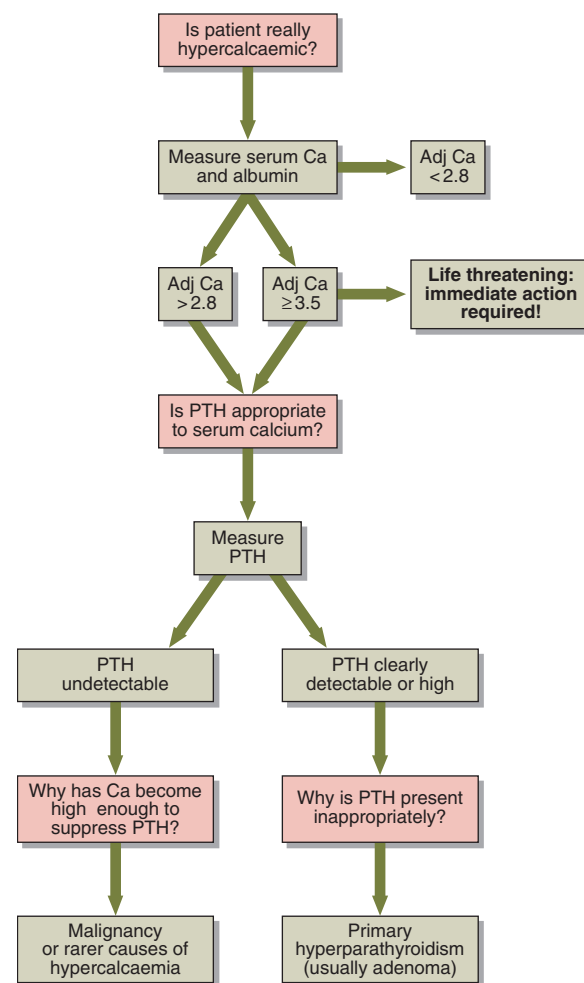 Is patient really
hypercalcaemic?
Measure serum Ca
and albumin
Adj Ca
<2.8
Adj Ca
>2.8
Adj Ca
≥3.5
Life threatening:
immediate action
required!
Is PTH appropriate
to serum calcium?
Measure
PTH
PTH
undetectable
PTH clearly
detectable or high
Why has Ca become
high enough to
suppress PTH?
Why is PTH present
inappropriately?
Malignancy
or rarer causes of
hypercalcaemia
Primary
hyperparathyroidism
(usually adenoma)